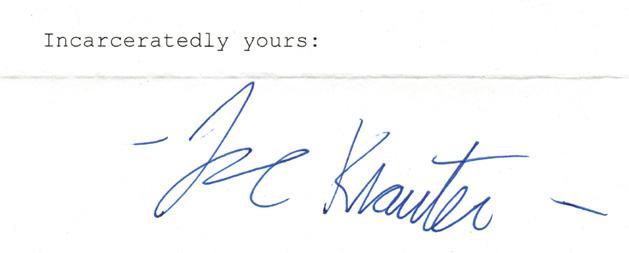 Incarceratedly yours:
- Joe Krauter -